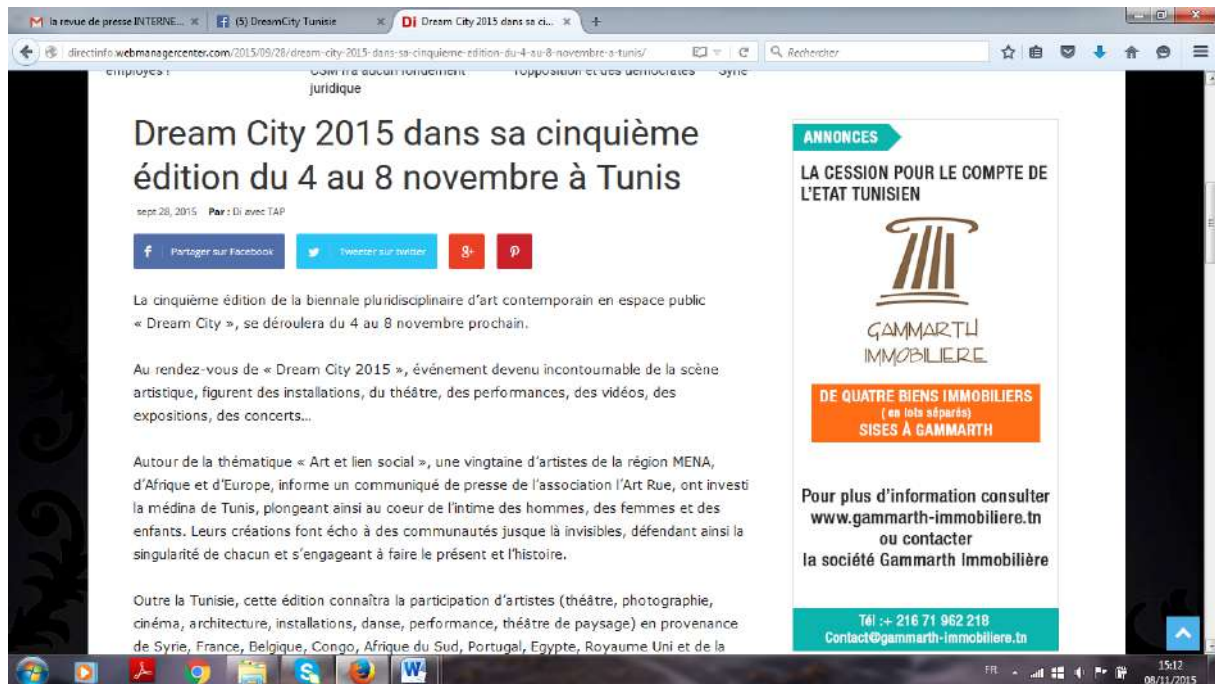 la revue de presse INTERNE...
(5) DreamCity Tunisie
Di Dream City 2015 dans sa ci...
directinfo.webmanagercenter.com/2015/09/28/dream-city-2015-dans-sa-cinquieme-edition-du-4-au-8-novembre-a-tunis/
Rechercher
employés !
CSM n'a aucun fondement
l'opposition et des démocrates
Syrie
juridique
Dream City 2015 dans sa cinquième
édition du 4 au 8 novembre à Tunis
sept 28, 2015 Par : Di avec TAP
f Partager sur Facebook
Tweeter sur twitter
g+
La cinquième édition de la biennale pluridisciplinaire d'art contemporain en espace public
« Dream City », se déroulera du 4 au 8 novembre prochain.
Au rendez-vous de « Dream City 2015 », événement devenu incontournable de la scène
artistique, figurent des installations, du théâtre, des performances, des vidéos, des
expositions, des concerts...
Autour de la thématique « Art et lien social », une vingtaine d'artistes de la région MENA,
d'Afrique et d'Europe, informe un communiqué de presse de l'association l'Art Rue, ont investi
la médina de Tunis, plongeant ainsi au coeur de l'intime des hommes, des femmes et des
enfants. Leurs créations font écho à des communautés jusque là invisibles, défendant ainsi la
singularité de chacun et s'engageant à faire le présent et l'histoire.
Outre la Tunisie, cette édition connaîtra la participation d'artistes (théâtre, photographie,
cinéma, architecture, installations, danse, performance, théâtre de paysage) en provenance
de Syrie, France, Belgique, Congo, Afrique du Sud, Portugal, Egypte, Royaume Uni et de la
ANNONCES
LA CESSION POUR LE COMPTE DE
L'ETAT TUNISIEN
GAMMARTH
IMMOBILIERE
DE QUATRE BIENS IMMOBILIERS
( en lots séparés)
SISES À GAMMARTH
Pour plus d'information consulter
www.gammarth-immobiliere.tn
ou contacter
la société Gammarth Immobilière
Tél :+ 216 71 962 218
Contact@gammarth-immobiliere.tn
FR
15:12
08/11/2015